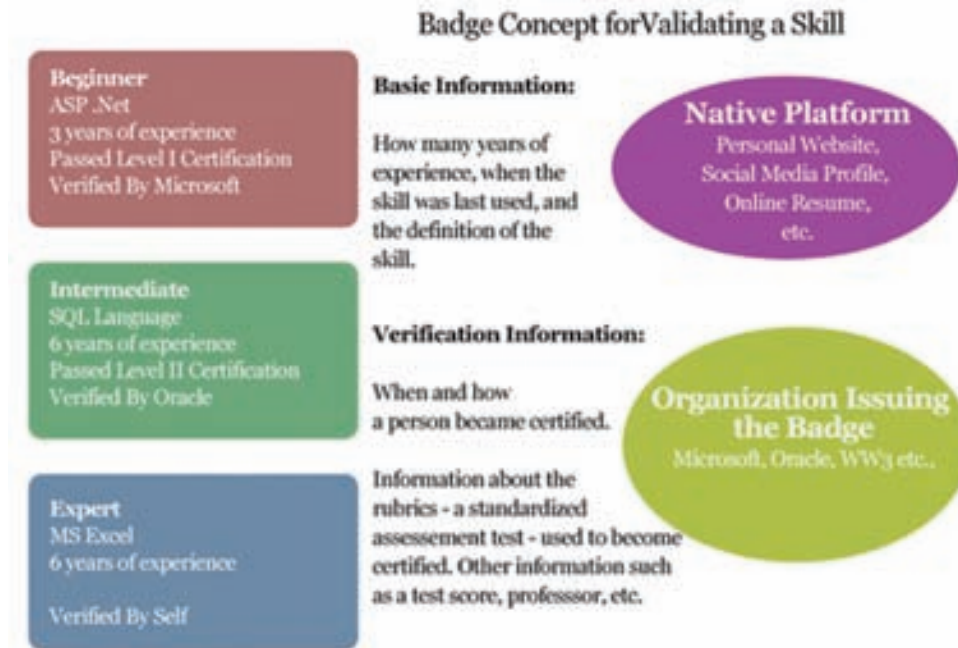 Badge Concept forValidating a Skill
Beginner
ASP .Net
3 years of experience
Passed Level I Certification
Verified By Microsoft
Intermediate
SQL Language
6 years of experience
Passed Level II Certification
Verified By Oracle
Expert
MS Excel
6 years of experience
Verified By Self
Basic Information:
How many years of
experience, when the
skill was last used, and
the definition of the
skill.
Verification Information:
When and how
a person became certified.
Information about the
rubrics - a standardized
assessement test - used to become
certified. Other information such
as a test score, professsor, etc.
Native Platform
Personal Website,
Social Media Profile,
Online Resume,
etc.
Organization Issuing
the Badge
Microsoft, Oracle, WW3 etc.,